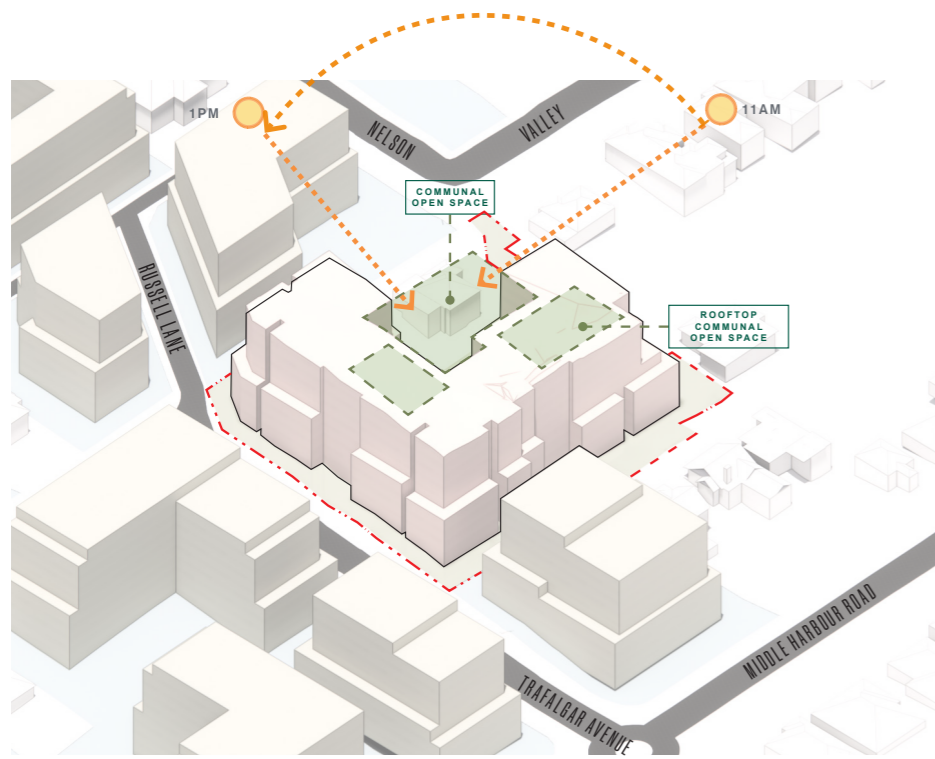 1PM
11AM
NELSON
VALLEY
COMMUNAL
OPEN SPACE
RUSSELL LANE
ROOFTOP
COMMUNAL
OPEN SPACE
MIDDLE HARBOUR ROAD
TRAFALGAR AVENUE